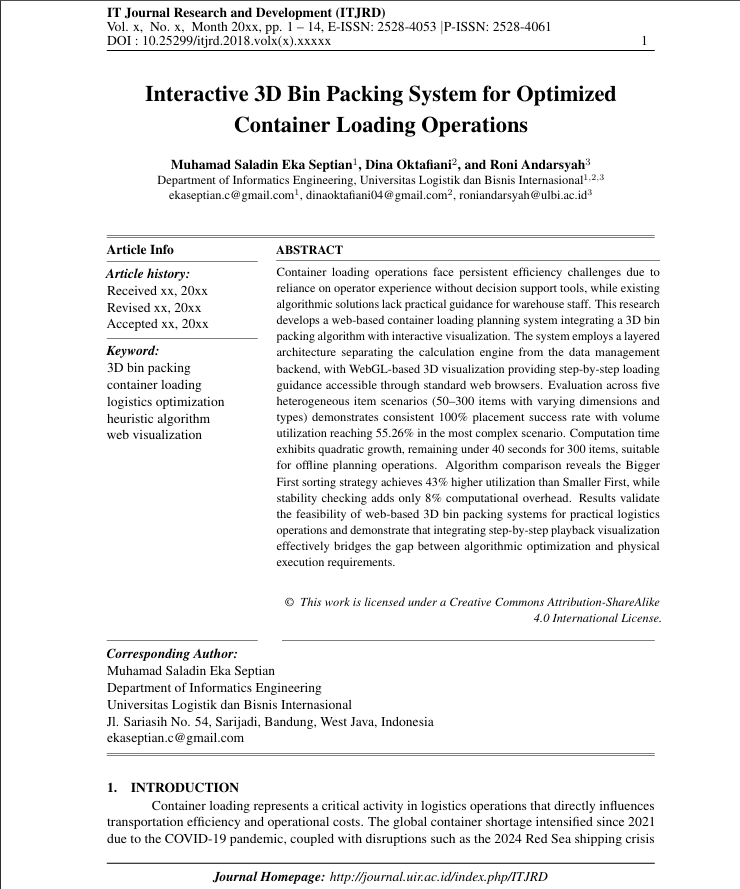 IT Journal Research and Development (ITJRD)
Vol. x, No. x, Month 20xx, pp. 1 – 14, E-ISSN: 2528-4053 |P-ISSN: 2528-4061
DOI : 10.25299/itjrd.2018.volx(x).xxxxx 1
Interactive 3D Bin Packing System for Optimized
Container Loading Operations
Muhamad Saladin Eka Septian1, Dina Oktafiani2, and Roni Andarsyah3
Department of Informatics Engineering, Universitas Logistik dan Bisnis Internasional1,2,3
ekaseptian.c@gmail.com1, dinaoktafiani04@gmail.com2, roniandarsyah@ulbi.ac.id3
Article Info
Article history:
Received xx, 20xx
Revised xx, 20xx
Accepted xx, 20xx
Keyword:
3D bin packing
container loading
logistics optimization
heuristic algorithm
web visualization
ABSTRACT
Container loading operations face persistent efficiency challenges due to
reliance on operator experience without decision support tools, while existing
algorithmic solutions lack practical guidance for warehouse staff. This research
develops a web-based container loading planning system integrating a 3D bin
packing algorithm with interactive visualization. The system employs a layered
architecture separating the calculation engine from the data management
backend, with WebGL-based 3D visualization providing step-by-step loading
guidance accessible through standard web browsers. Evaluation across five
heterogeneous item scenarios (50–300 items with varying dimensions and
types) demonstrates consistent 100% placement success rate with volume
utilization reaching 55.26% in the most complex scenario. Computation time
exhibits quadratic growth, remaining under 40 seconds for 300 items, suitable
for offline planning operations. Algorithm comparison reveals the Bigger
First sorting strategy achieves 43% higher utilization than Smaller First, while
stability checking adds only 8% computational overhead. Results validate
the feasibility of web-based 3D bin packing systems for practical logistics
operations and demonstrate that integrating step-by-step playback visualization
effectively bridges the gap between algorithmic optimization and physical
execution requirements.
© This work is licensed under a Creative Commons Attribution-ShareAlike
4.0 International License.
Corresponding Author:
Muhamad Saladin Eka Septian
Department of Informatics Engineering
Universitas Logistik dan Bisnis Internasional
Jl. Sariasih No. 54, Sarijadi, Bandung, West Java, Indonesia
ekaseptian.c@gmail.com
1. INTRODUCTION
Container loading represents a critical activity in logistics operations that directly influences
transportation efficiency and operational costs. The global container shortage intensified since 2021
due to the COVID-19 pandemic, coupled with disruptions such as the 2024 Red Sea shipping crisis
Journal Homepage: http://journal.uir.ac.id/index.php/ITJRD